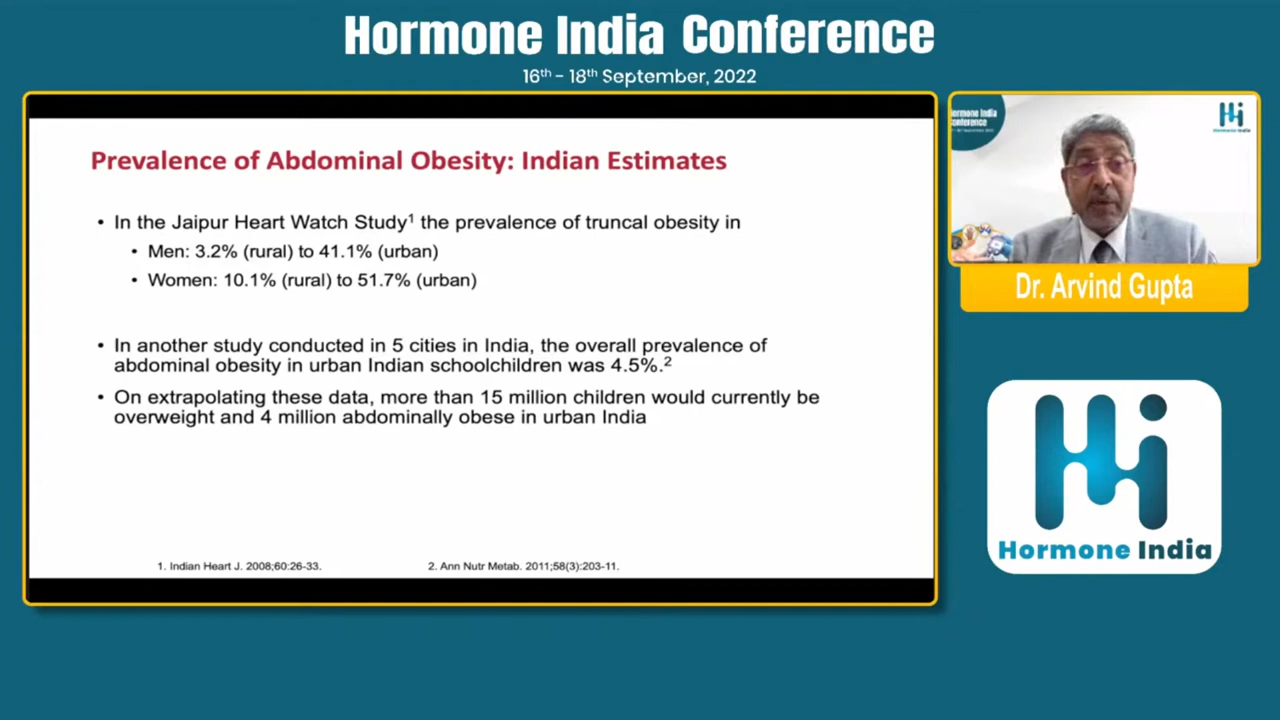 Hormone India Conference
16th - 18th September, 2022
Prevalence of Abdominal Obesity: Indian Estimates
• In the Jaipur Heart Watch Study1 the prevalence of truncal obesity in
• Men: 3.2% (rural) to 41.1% (urban)
• Women: 10.1% (rural) to 51.7% (urban)
• In another study conducted in 5 cities in India, the overall prevalence of
abdominal obesity in urban Indian schoolchildren was 4.5%.2
• On extrapolating these data, more than 15 million children would currently be
overweight and 4 million abdominally obese in urban India
1. Indian Heart J. 2008;60:26-33.
2. Ann Nutr Metab. 2011;58(3):203-11.
Hormone India
Conference
Hormone India
Dr. Arvind Gupta
Hormone India